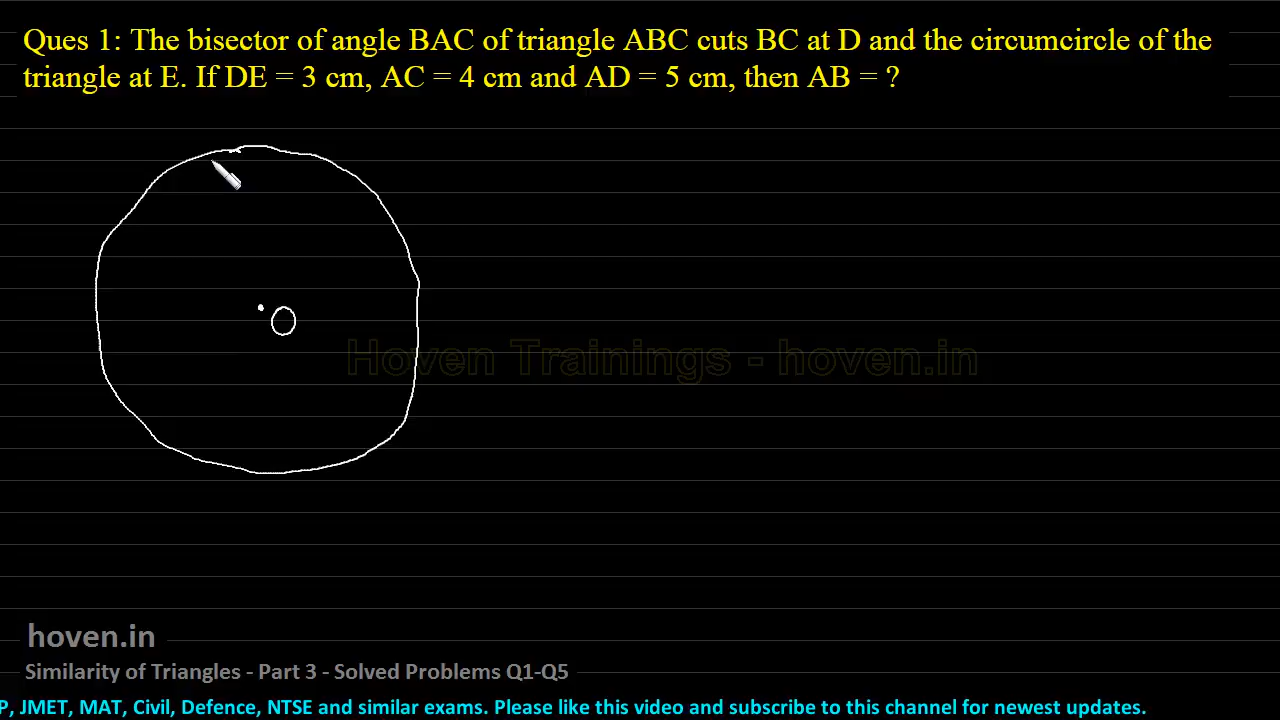 Ques 1: The bisector of angle BAC of triangle ABC cuts BC at D and the circumcircle of the
triangle at E. If DE = 3 cm, AC = 4 cm and AD = 5 cm, then AB = ?
O
Hoven Trainings - hoven.in
hoven.in
Similarity of Triangles - Part 3 - Solved Problems Q1-Q5
P, JMET, MAT, Civil, Defence, NTSE and similar exams. Please like this video and subscribe to this channel for newest updates.